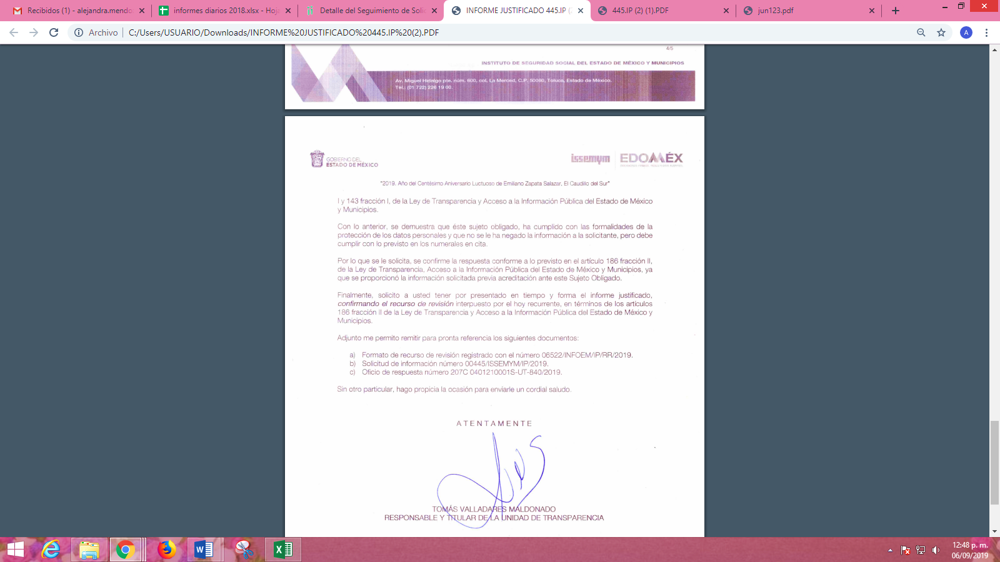 Recibidos (1) - alejandra.mendo
informes diarios 2018.xlsx - Hoj
Detalle del Seguimiento de Soli
INFORME JUSTIFICADO 445.IP (
445.IP (2) (1).PDF
jun123.pdf
Archivo
C:/Users/USUARIO/Downloads/INFORME%20JUSTIFICADO%20445.IP%20(2).PDF
A
4/5
INSTITUTO DE SEGURIDAD SOCIAL DEL ESTADO DE MÉXICO Y MUNICIPIOS
Av. Miguel Hidalgo pte. núm. 600, col. La Merced, C.P. 50080, Toluca, Estado de México.
Tel.: (01 722) 226 19 00.
GOBIERNO DEL
ESTADO DE MÉXICO
issemym
EDOMÉX
"2019. Año del Centésimo Aniversario Luctuoso de Emiliano Zapata Salazar, El Caudillo del Sur"
I y 143 fracción I, de la Ley de Transparencia y Acceso a la Información Pública del Estado de México
y Municipios.
Con lo anterior, se demuestra que éste sujeto obligado, ha cumplido con las formalidades de la
protección de los datos personales y que no se le ha negado la información a la solicitante, pero debe
cumplir con lo previsto en los numerales en cita.
Por lo que se le solicita, se confirme la respuesta conforme a lo previsto en el artículo 186 fracción II,
de la Ley de Transparencia, Acceso a la Información Pública del Estado de México y Municipios, ya
que se proporcionó la información solicitada previa acreditación ante este Sujeto Obligado.
Finalmente, solicito a usted tener por presentado en tiempo y forma el informe justificado,
confirmando el recurso de revisión interpuesto por el hoy recurrente, en términos de los artículos
186 fracción II de la Ley de Transparencia y Acceso a la Información Pública del Estado de México y
Municipios.
Adjunto me permito remitir para pronta referencia los siguientes documentos:
a) Formato de recurso de revisión registrado con el número 06522/INFOEM/IP/RR/2019.
b) Solicitud de información número 00445/ISSEMYM/IP/2019.
c) Oficio de respuesta número 207C 0401210001S-UT-840/2019.
Sin otro particular, hago propicia la ocasión para enviarle un cordial saludo.
ATENTAMENTE
TOMÁS VALLADARES MALDONADO
RESPONSABLE Y TITULAR DE LA UNIDAD DE TRANSPARENCIA
12:48 p. m.
06/09/2019